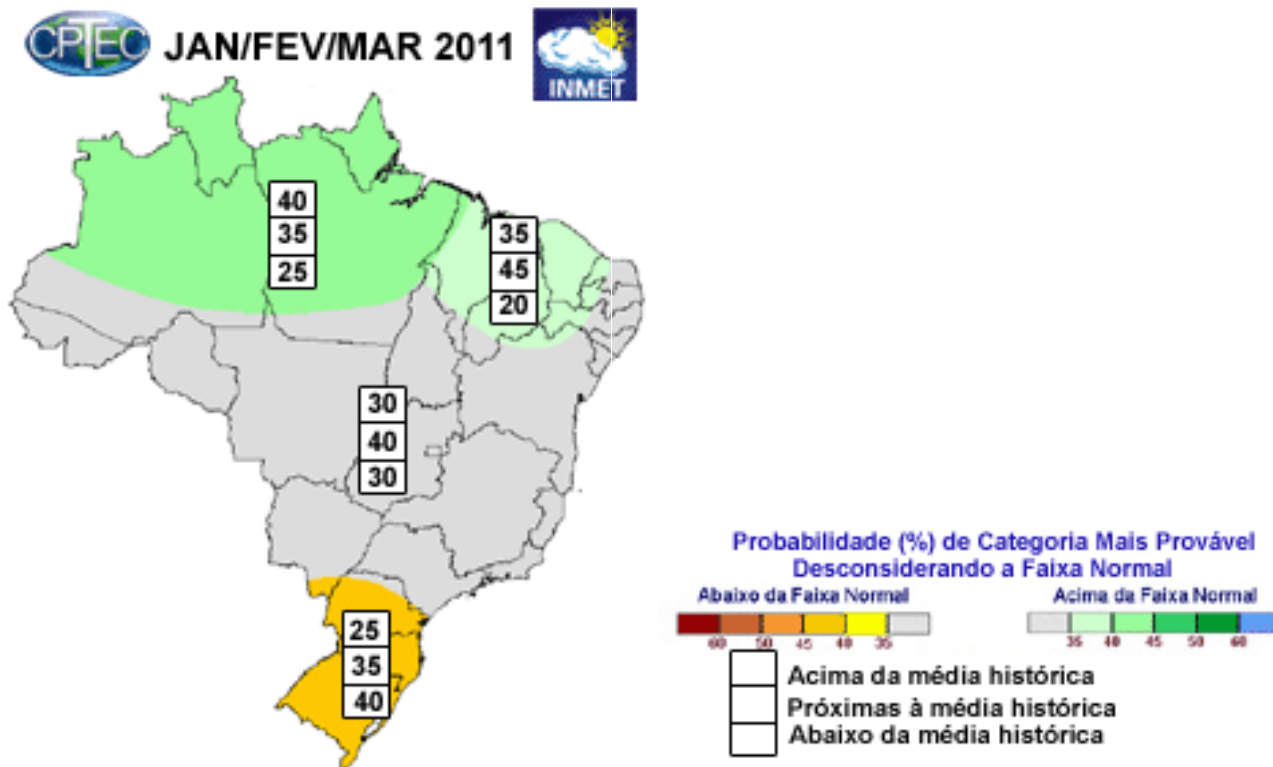 CPTEC JAN/FEV/MAR 2011 INMET
40
35
25
35
45
20
30
40
30
25
35
40
Probabilidade (%) de Categoria Mais Provável
Desconsiderando a Faixa Normal
Abaixo da Faixa Normal
60 50 45 40 35
Acima da Faixa Normal
35 40 45 50 60
Acima da média histórica
Próximas à média histórica
Abaixo da média histórica